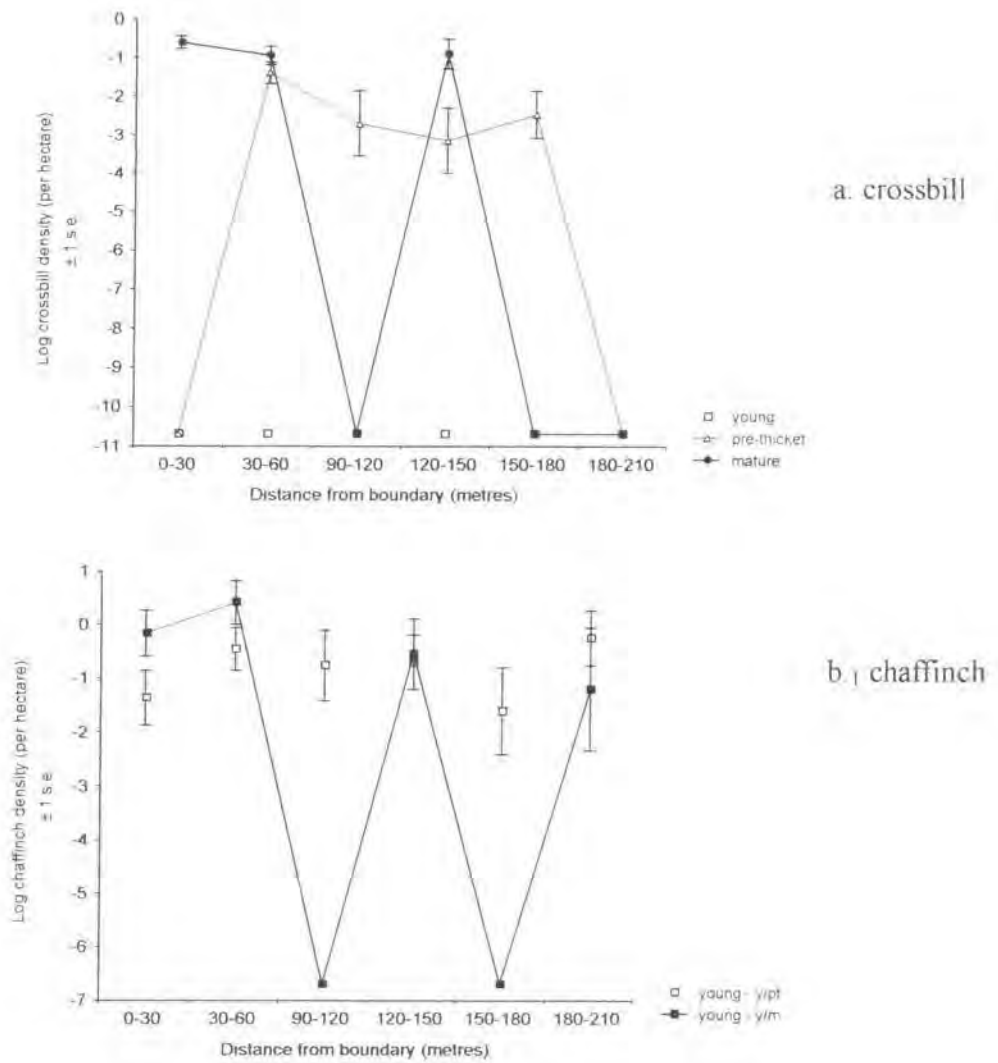 0
-1
-2
-3
-4
-5
-6
-7
-8
-9
-10
-11
Log crossbill density (per hectare)
± 1 s e
0-30 30-60 90-120 120-150 150-180 180-210
Distance from boundary (metres)
young
pre-thicket
mature
a. crossbill
1
0
-1
-2
-3
-4
-5
-6
-7
Log chaffinch density (per hectare)
± 1 s e
0-30 30-60 90-120 120-150 150-180 180-210
Distance from boundary (metres)
young - y/pt
young - y/m
b.1 chaffinch